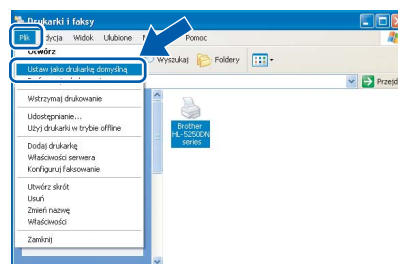 Drukarki i faksy
Plik Edycja Widok Ulubione Pomoc
Otwórz
Ustaw jako drukarkę domyślną
Wyszukaj Foldery
Przejdź
Wstrzymaj drukowanie
Udostępnianie...
Użyj drukarki w trybie offline
Dodaj drukarkę
Właściwości serwera
Konfiguruj faksowanie
Utwórz skrót
Usuń
Zmień nazwę
Właściwości
Zamknij
Brother
HL-5250DN
series